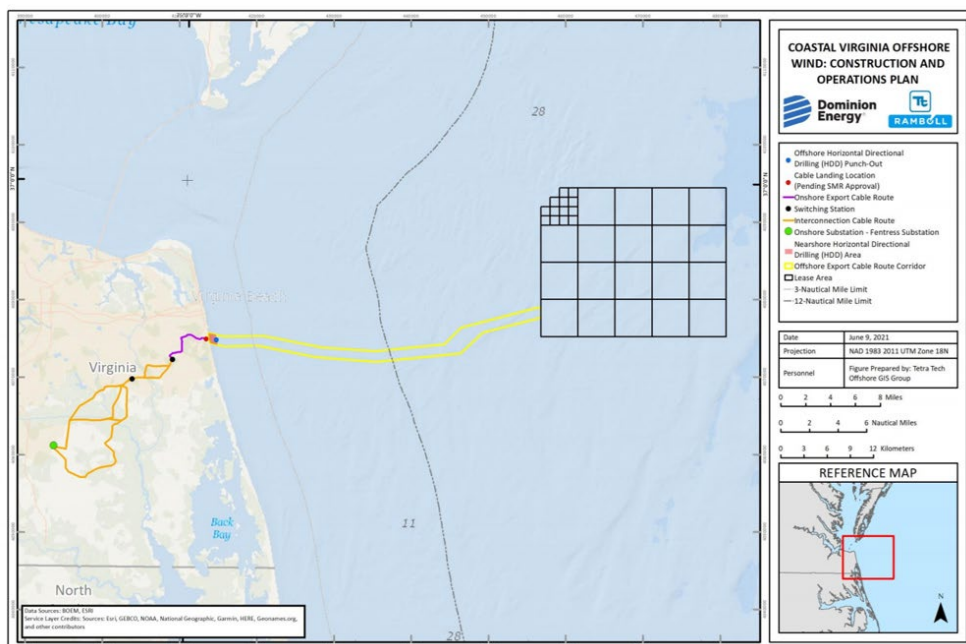 esapeake Bay
28
Virginia Beach
Virginia
11
Back
Bay
North
28
Data Sources: BOEM, ESRI
Service Layer Credits: Sources: Esri, GEBCO, NOAA, National Geographic, Garmin, HERE, Geonames.org,
and other contributors
COASTAL VIRGINIA OFFSHORE
WIND: CONSTRUCTION AND
OPERATIONS PLAN
Dominion
Energy
RAMBOLL
Offshore Horizontal Directional
Drilling (HDD) Punch-Out
Cable Landing Location
(Pending SMR Approval)
Onshore Export Cable Route
Switching Station
Interconnection Cable Route
Onshore Substation - Fentress Substation
Nearshore Horizontal Directional
Drilling (HDD) Area
Offshore Export Cable Route Corridor
Lease Area
3-Nautical Mile Limit
12-Nautical Mile Limit
Date June 9, 2021
Projection NAD 1983 2011 UTM Zone 18N
Personnel Figure Prepared by: Tetra Tech
Offshore GIS Group
0 2 4 6 8 Miles
0 2 4 6 Nautical Miles
0 3 6 9 12 Kilometers
REFERENCE MAP
N